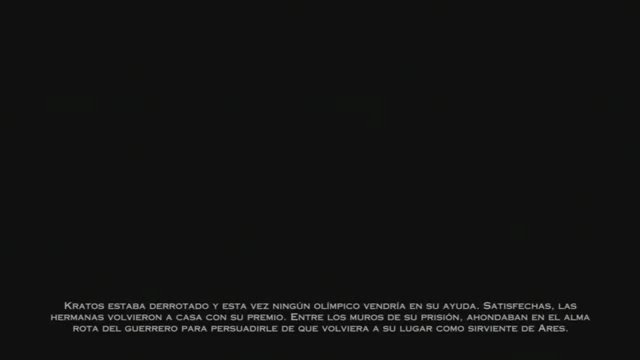 Kratos estaba derrotado y esta vez ningún olímpico vendría en su ayuda. Satisfechas, las
hermanas volvieron a casa con su premio. Entre los muros de su prisión, ahondaban en el alma
rota del guerrero para persuadirle de que volviera a su lugar como sirviente de Ares.